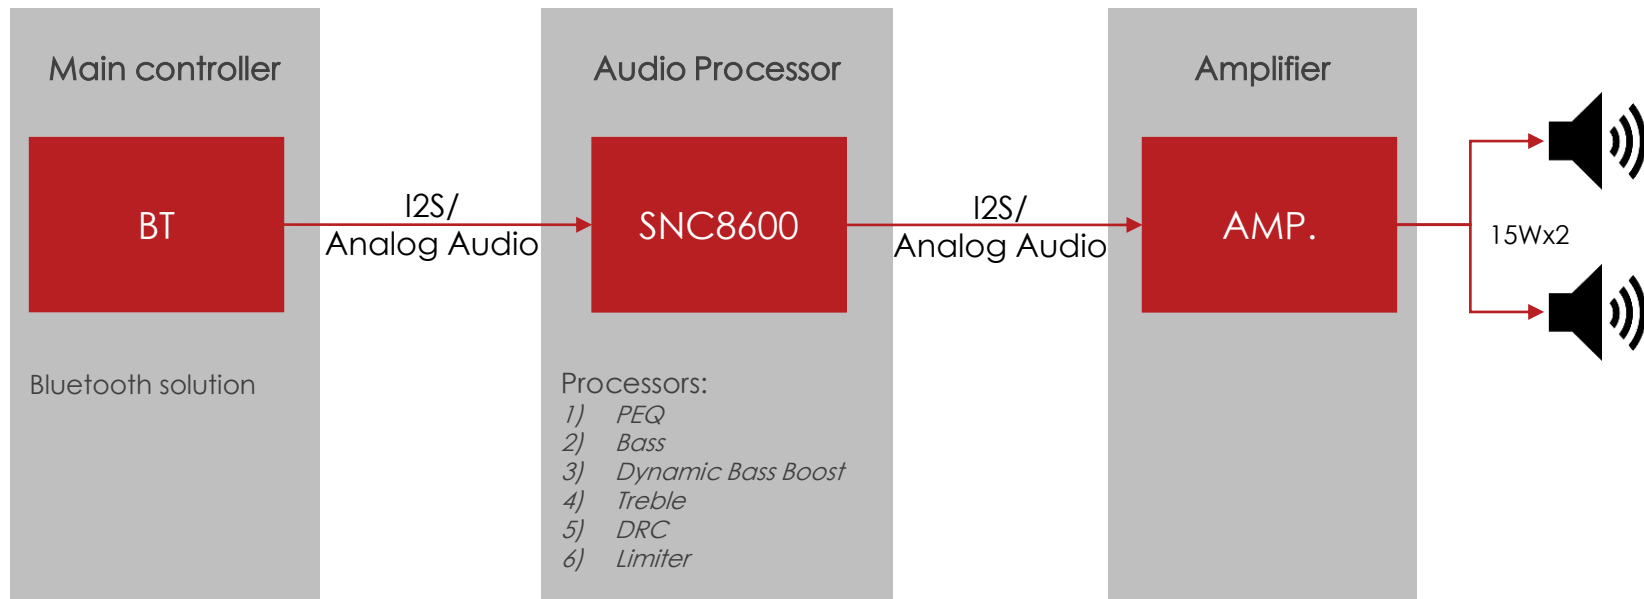 Main controller
BT
Bluetooth solution
I2S/
Analog Audio
Audio Processor
SNC8600
Processors:
1) PEQ
2) Bass
3) Dynamic Bass Boost
4) Treble
5) DRC
6) Limiter
I2S/
Analog Audio
Amplifier
AMP.
15Wx2